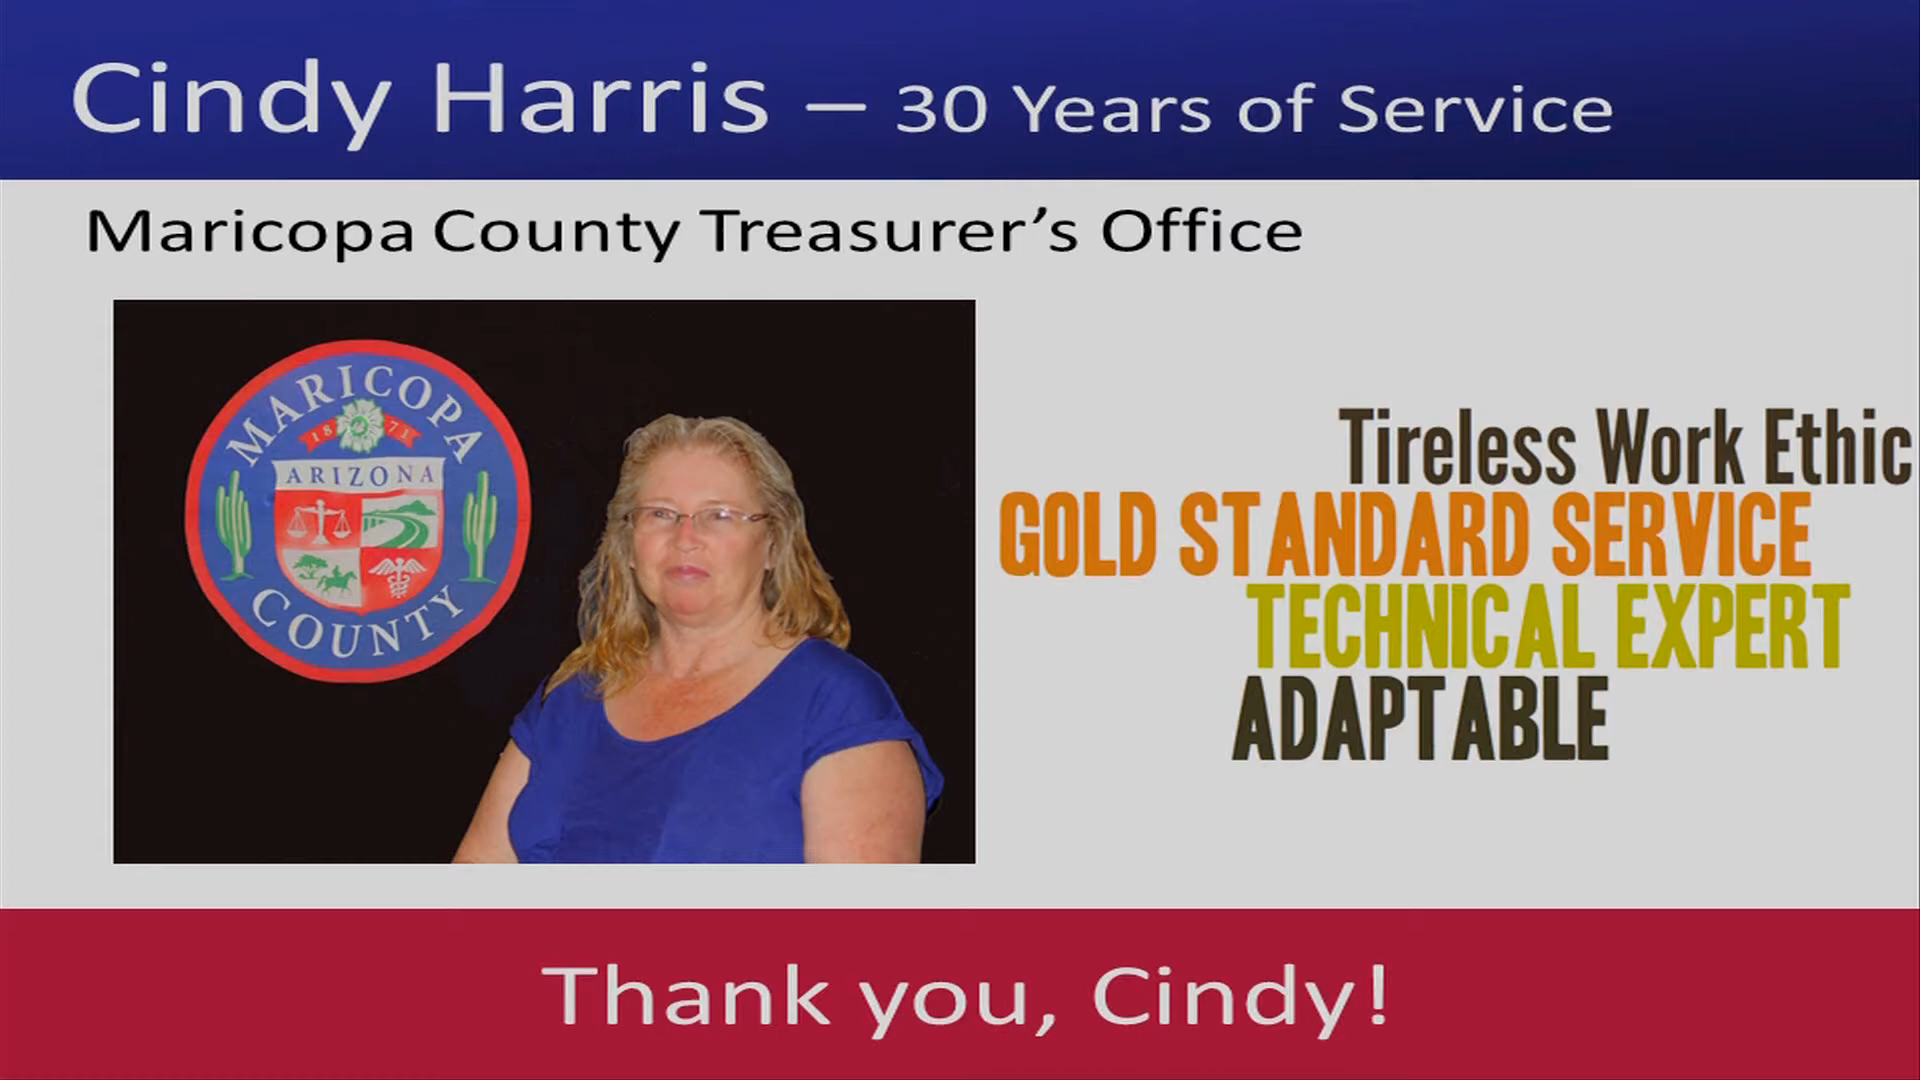 Cindy Harris – 30 Years of Service
Maricopa County Treasurer’s Office
MARICOPA
1871
ARIZONA
COUNTY
Tireless Work Ethic
GOLD STANDARD SERVICE
TECHNICAL EXPERT
ADAPTABLE
Thank you, Cindy!